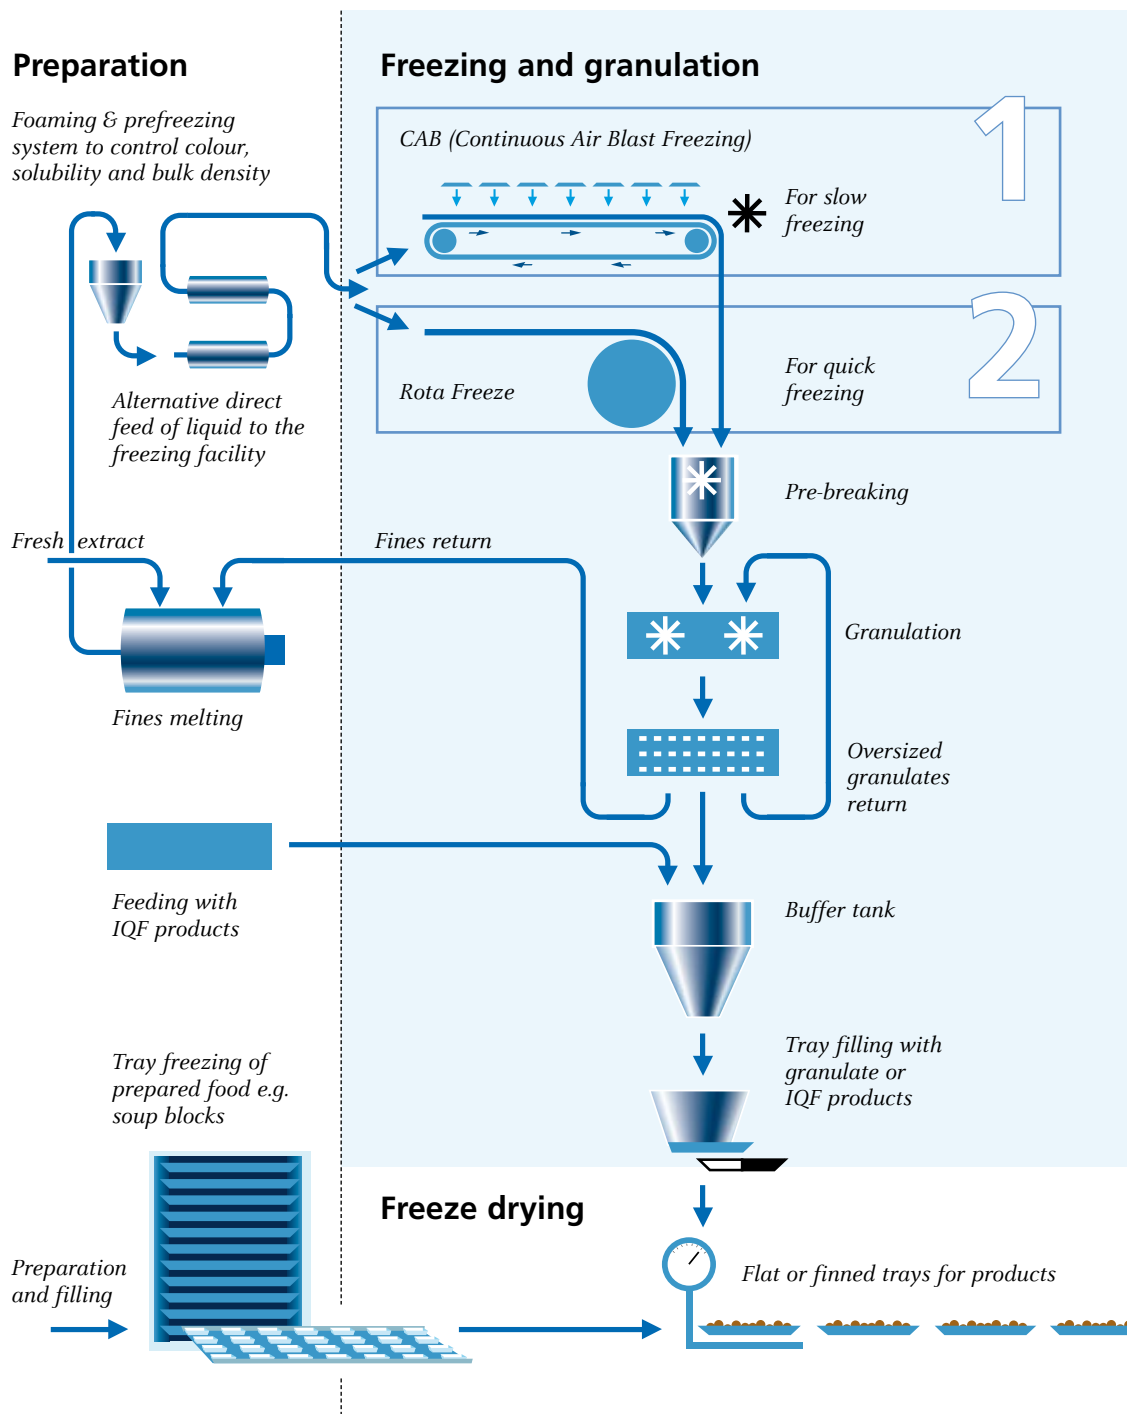 Preparation
Foaming & prefreezing
system to control colour,
solubility and bulk density
Alternative direct
feed of liquid to the
freezing facility
Fresh extract
Fines melting
Feeding with
IQF products
Tray freezing of
prepared food e.g.
soup blocks
Preparation
and filling
Freezing and granulation
1
CAB (Continuous Air Blast Freezing)
For slow
freezing
2
Rota Freeze
For quick
freezing
Pre-breaking
Fines return
Granulation
Oversized
granulates
return
Buffer tank
Tray filling with
granulate or
IQF products
Freeze drying
Flat or finned trays for products